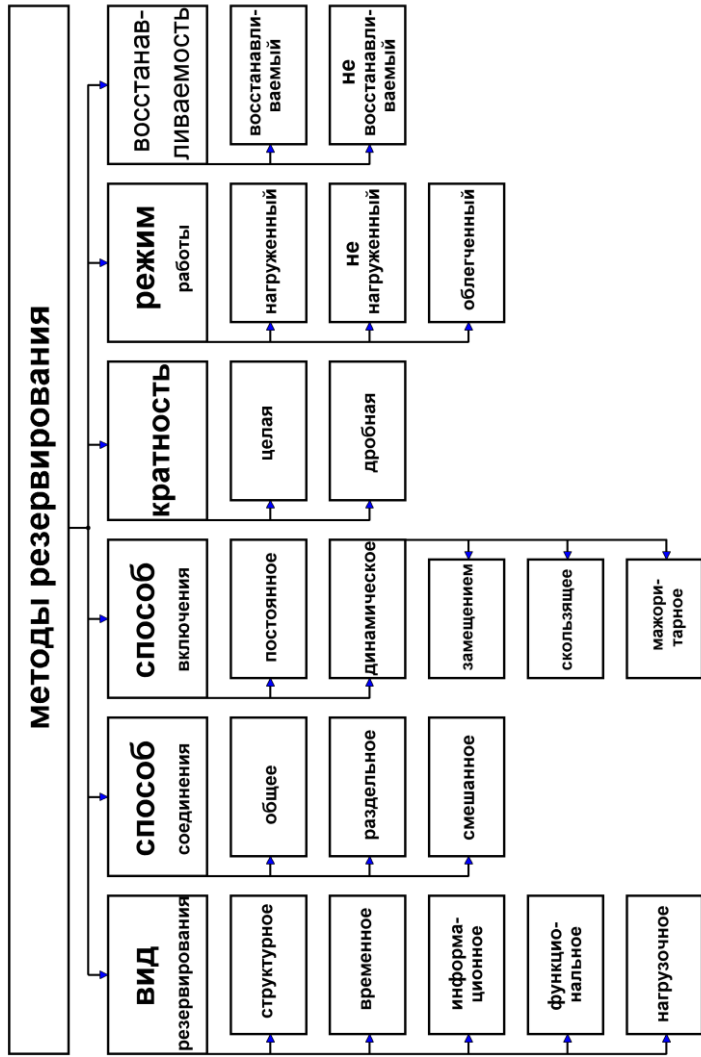 методы резервирования
вид
резервирования
структурное
временное
информа-
ционное
функцио-
нальное
нагрузочное
способ
соединения
общее
раздельное
смешанное
способ
включения
постоянное
динамическое
замещением
скользящее
мажори-
тарное
кратность
целая
дробная
режим
работы
нагруженный
не
нагруженный
облегченный
восстанав-
ливаемость
восстанавли-
ваемый
не
восстанавли-
ваемый